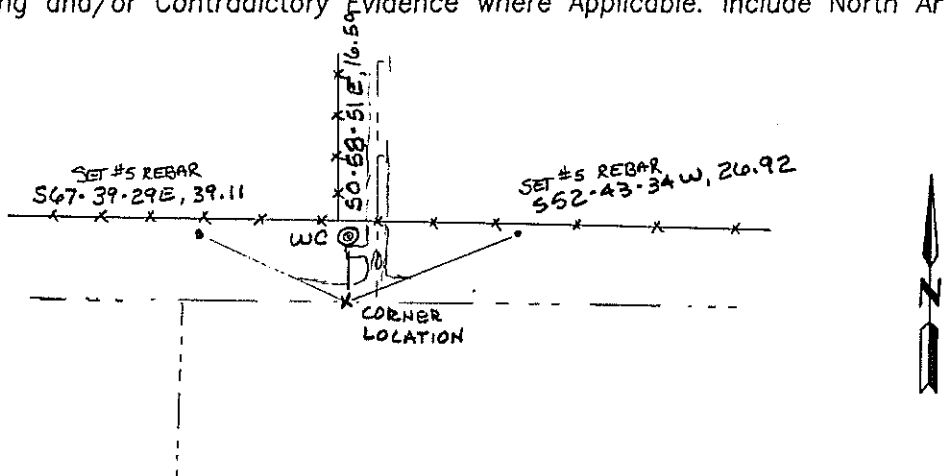 ng and/or Contradictory Evidence where Applicable. Include North Ar
S0-58-51E, 16.59
SET #5 REBAR
S67-39-29E, 39.11
SET #5 REBAR
S52-43-34W, 26.92
WC
CORNER
LOCATION
N